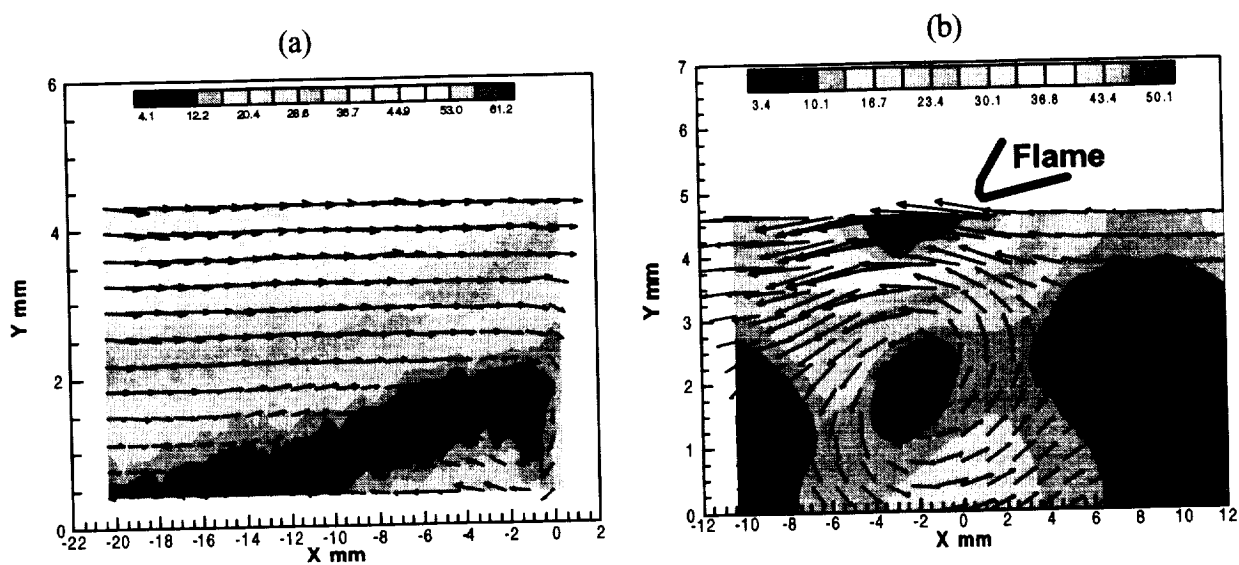 (a)
(b)
4.1 12.2 20.4 28.6 36.7 44.9 53.0 61.2
3.4 10.1 16.7 23.4 30.1 36.8 43.4 50.1
Flame
6
4
2
0
Y mm
-22 -20 -18 -16 -14 -12 -10 -8 -6 -4 -2 0 2
X mm
7
6
5
4
3
2
1
0
Y mm
-12 -10 -8 -6 -4 -2 0 2 4 6 8 10 12
X mm